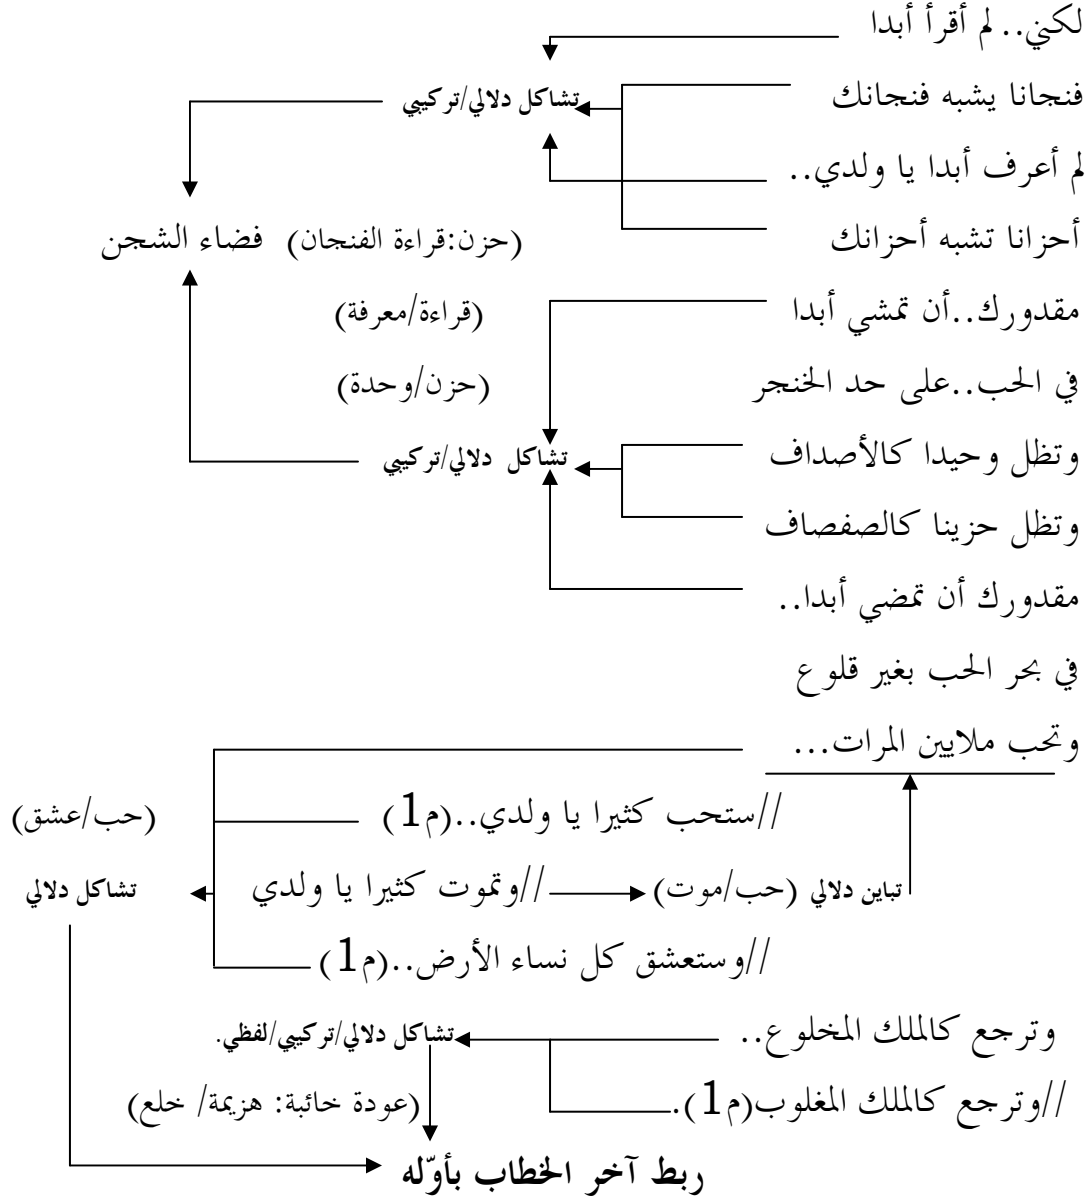 لكني.. لم أقرأ أبدا
فنجانا يشبه فنجانك
تشاكل دلالي/تركيبي
لم أعرف أبدا يا ولدي..
أحزانا تشبه أحزانك
(حزن:قراءة الفنجان) فضاء الشجن
مقدورك..أن تمشي أبدا
(قراءة/معرفة)
في الحب..على حد الخنجر
(حزن/وحدة)
وتظل وحيدا كالأصداف
تشاكل دلالي/تركيبي
وتظل حزينا كالصفصاف
مقدورك أن تمضي أبدا..
في بحر الحب بغير قلوع
وتحب ملايين المرات...
//ستحب كثيرا يا ولدي..(م1)
(حب/عشق)
تباين دلالي (حب/موت)
//وتموت كثيرا يا ولدي
تشاكل دلالي
//وستعشق كل نساء الأرض..(م1)
وترجع كالملك المخلوع..
تشاكل دلالي/تركيبي/لفظي.
//وترجع كالملك المغلوب(م1).
(عودة خائبة: هزيمة/ خلع)
ربط آخر الخطاب بأوّله